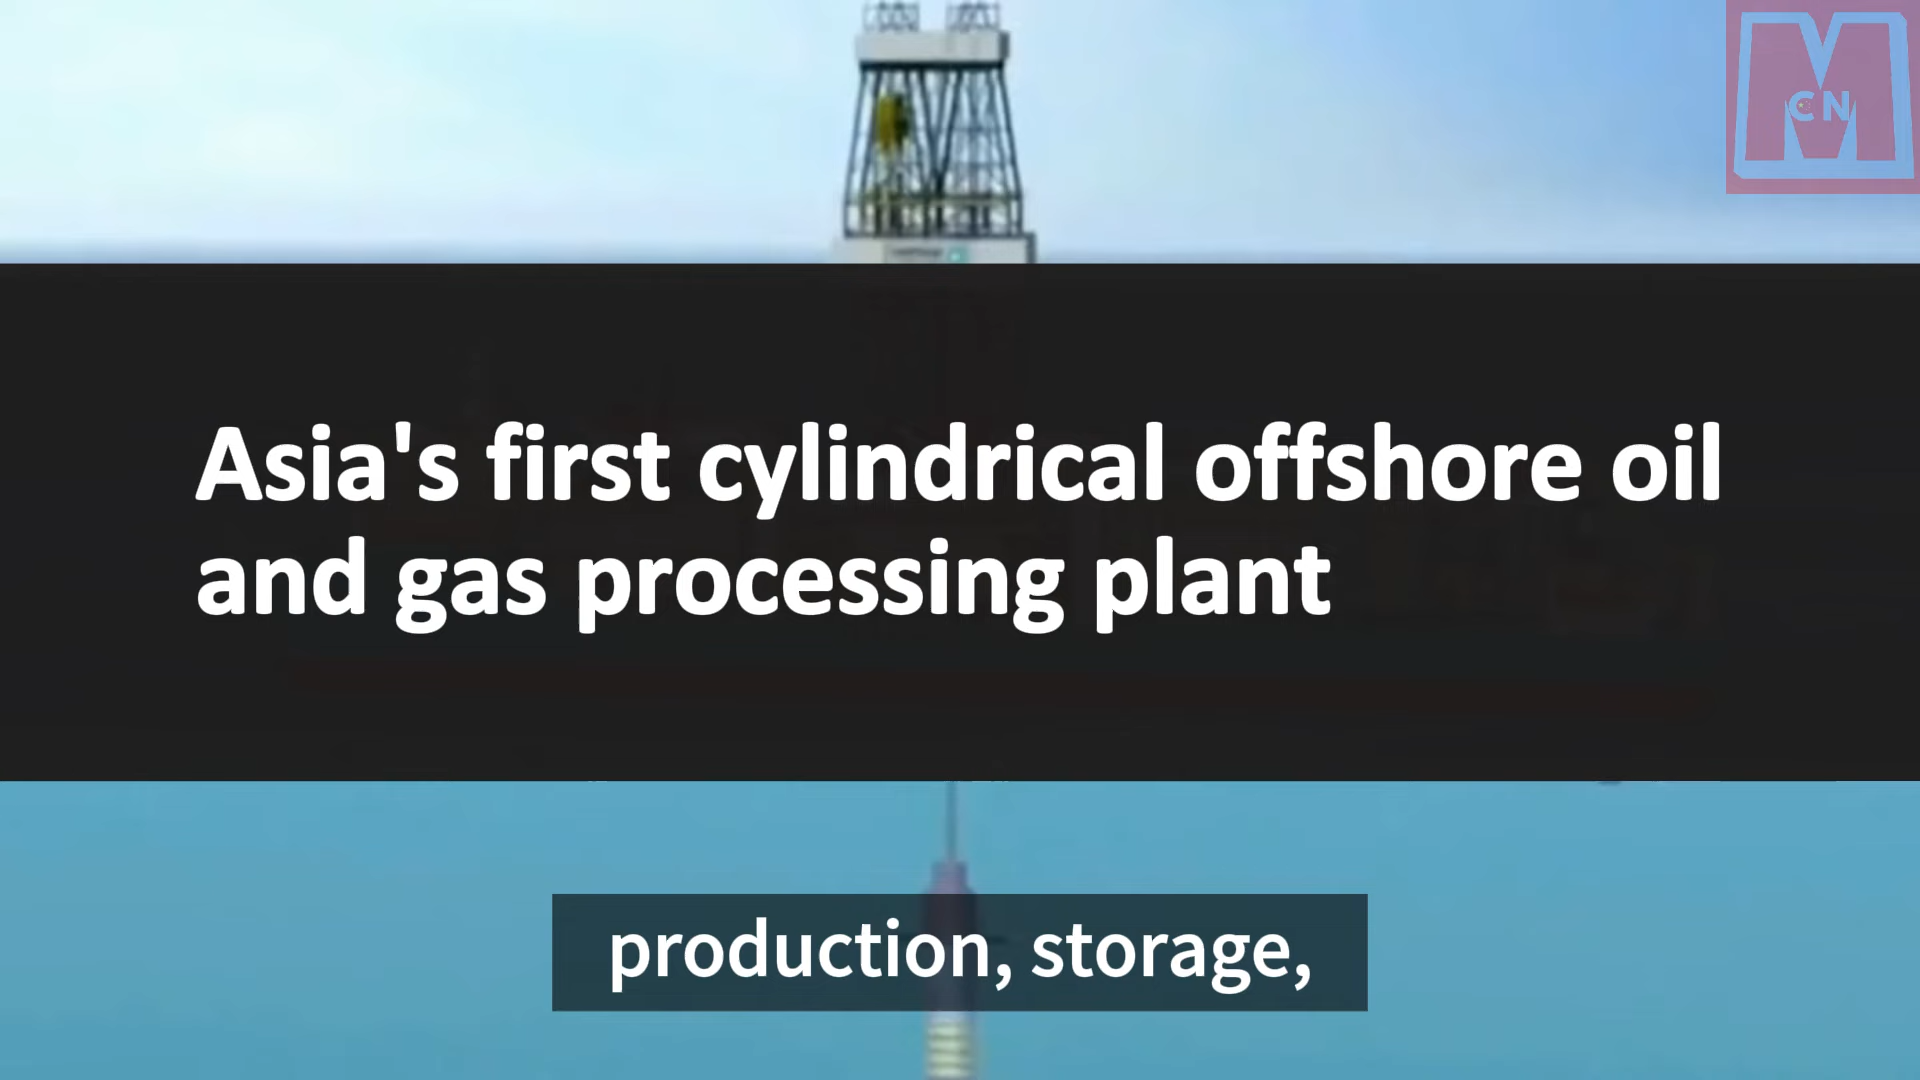 M
CN
Asia's first cylindrical offshore oil
and gas processing plant
production, storage,